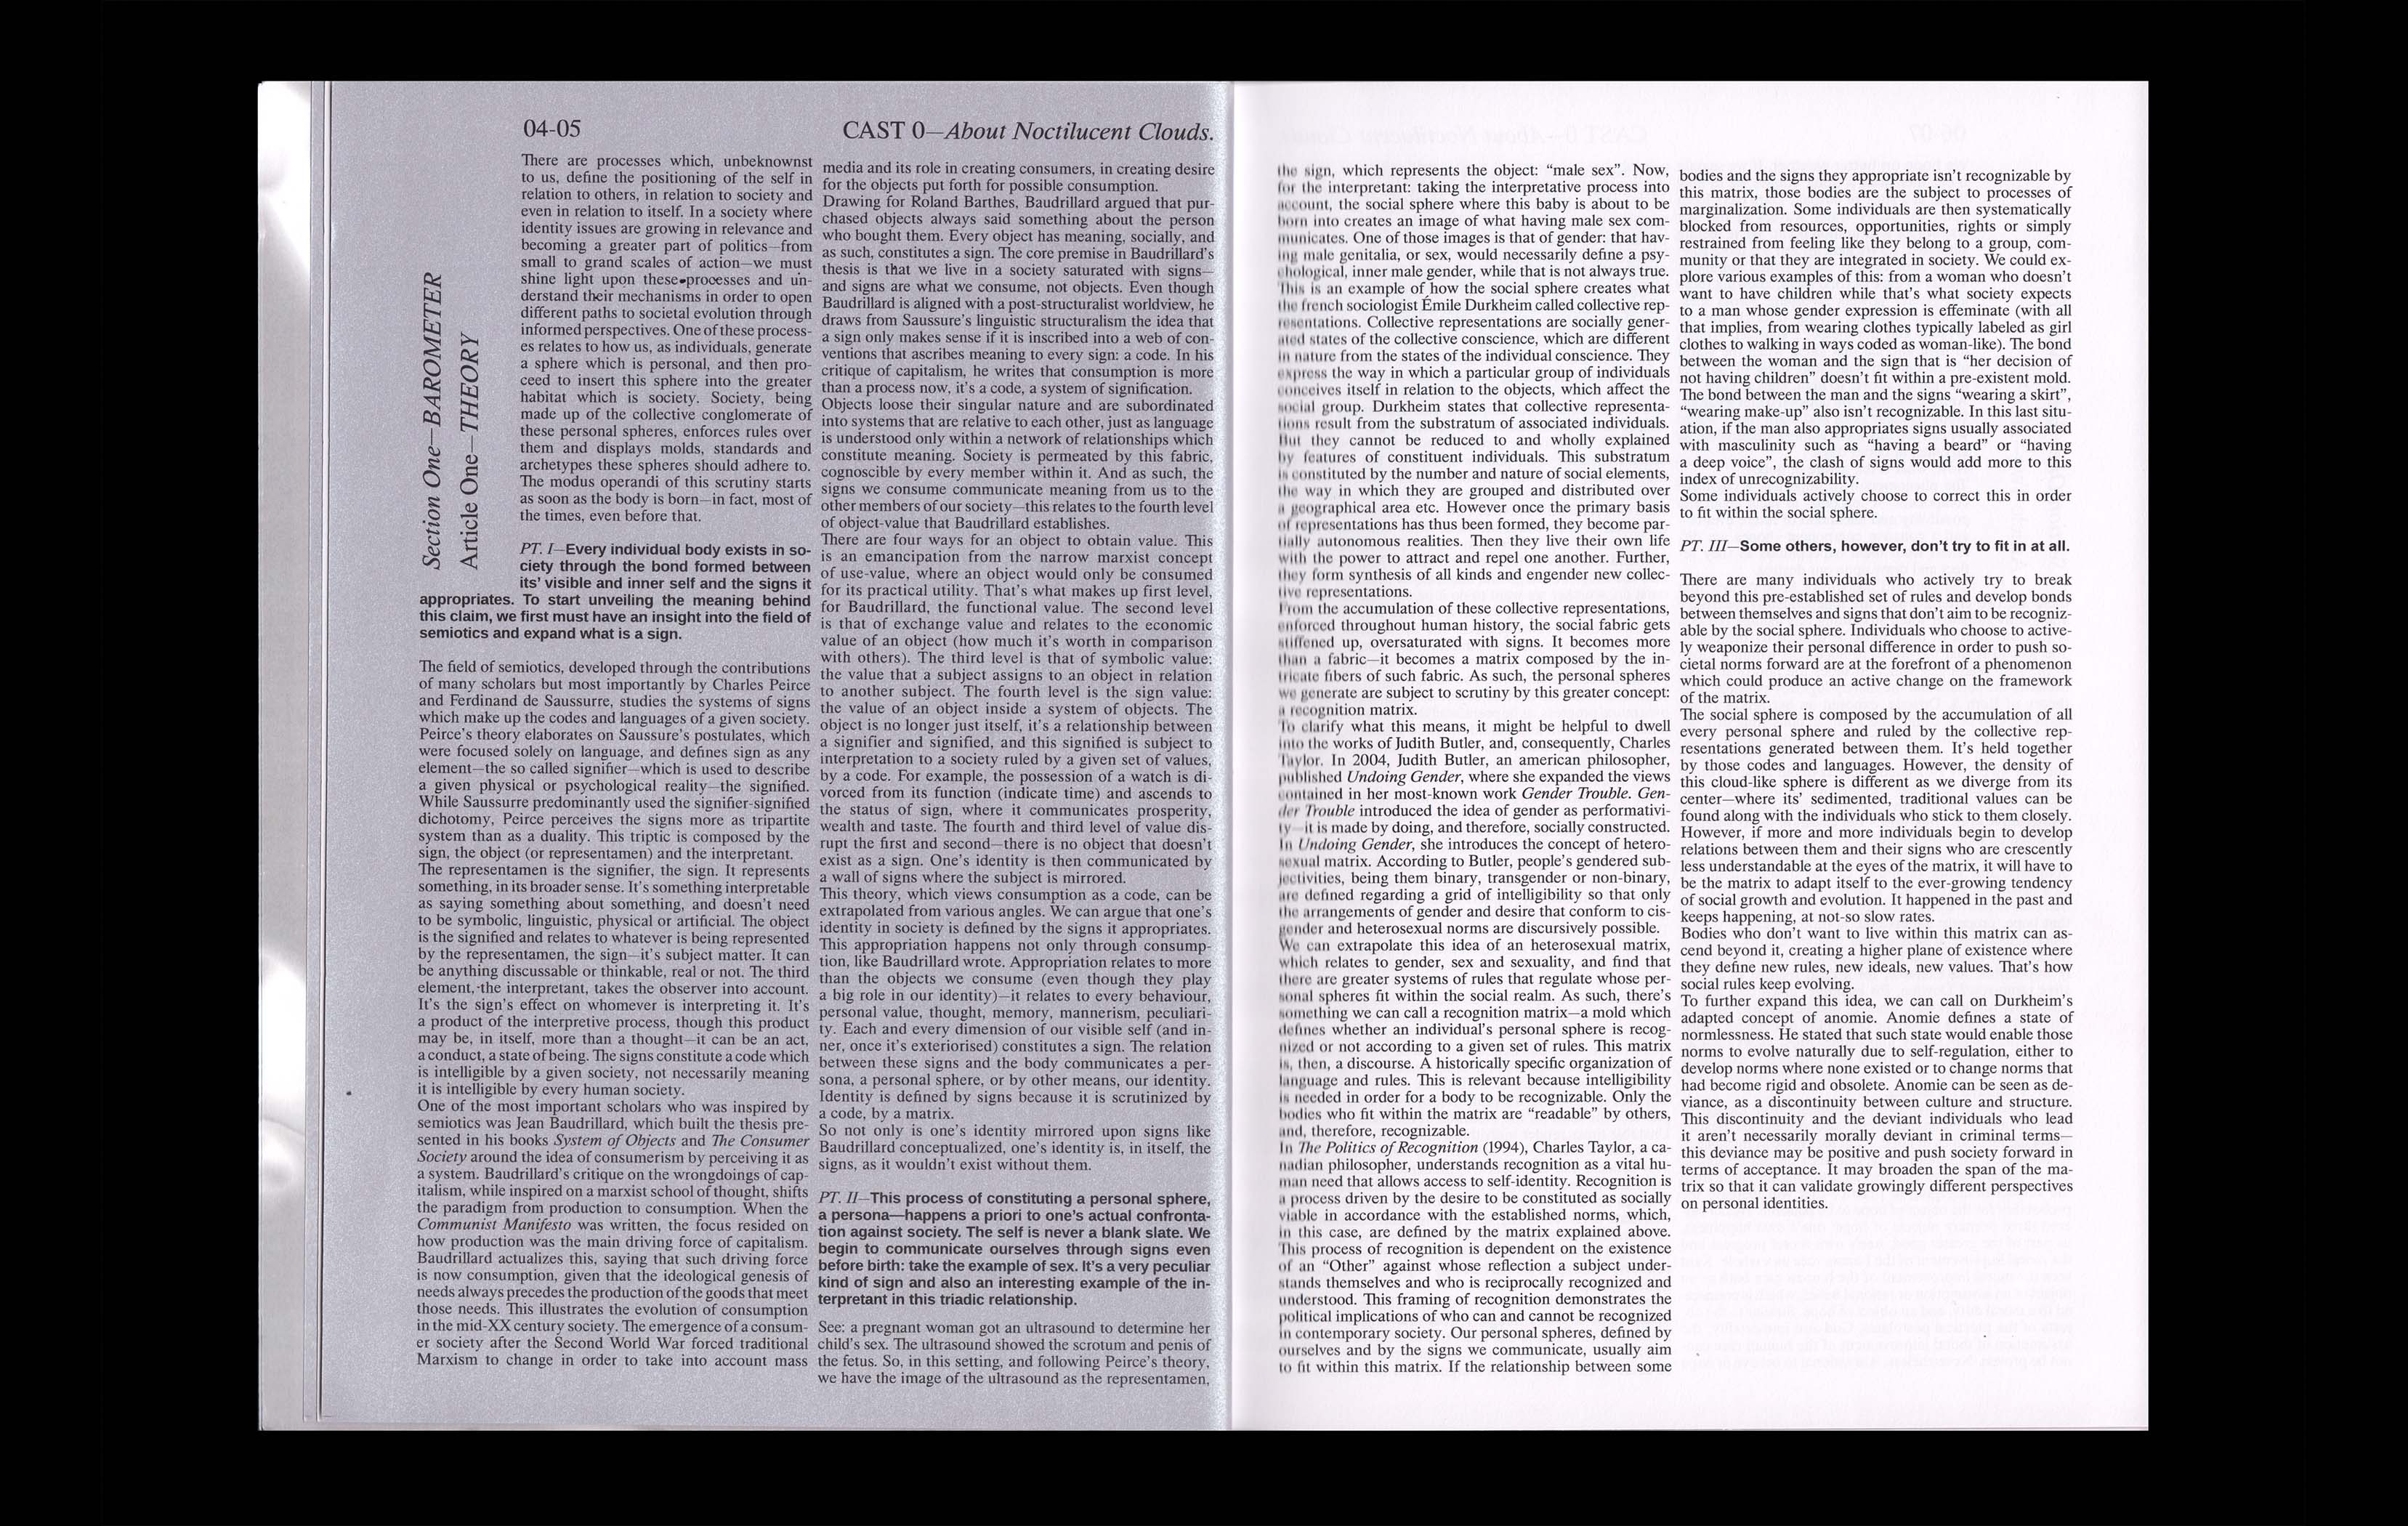 04-05
CAST 0—About Noctilucent Clouds.
Section One—BAROMETER
Article One—THEORY
There are processes which, unbeknownst
to us, define the positioning of the self in
relation to others, in relation to society and
even in relation to itself. In a society where
identity issues are growing in relevance and
becoming a greater part of politics—from
small to grand scales of action—we must
shine light upon these processes and un-
derstand their mechanisms in order to open
different paths to societal evolution through
informed perspectives. One of these process-
es relates to how us, as individuals, generate
a sphere which is personal, and then pro-
ceed to insert this sphere into the greater
habitat which is society. Society, being
made up of the collective conglomerate of
these personal spheres, enforces rules over
them and displays molds, standards and
archetypes these spheres should adhere to.
The modus operandi of this scrutiny starts
as soon as the body is born—in fact, most of
the times, even before that.
PT. I—Every individual body exists in so-
ciety through the bond formed between
its' visible and inner self and the signs it
appropriates. To start unveiling the meaning behind
this claim, we first must have an insight into the field of
semiotics and expand what is a sign.
The field of semiotics, developed through the contributions
of many scholars but most importantly by Charles Peirce
and Ferdinand de Saussure, studies the systems of signs
which make up the codes and languages of a given society.
Peirce's theory elaborates on Saussure's postulates, which
were focused solely on language, and defines sign as any
element—the so called signifier—which is used to describe
a given physical or psychological reality—the signified.
While Saussurre predominantly used the signifier-signified
dichotomy, Peirce perceives the signs more as tripartite
system than as a duality. This triptic is composed by the
sign, the object (or representamen) and the interpretant.
The representamen is the signifier, the sign. It represents
something, in its broader sense. It's something interpretable
as saying something about something, and doesn't need
to be symbolic, linguistic, physical or artificial. The object
is the signified and relates to whatever is being represented
by the representamen, the sign—it's subject matter. It can
be anything discussable or thinkable, real or not. The third
element, the interpretant, takes the observer into account.
It's the sign's effect on whomever is interpreting it. It's
a product of the interpretive process, though this product
may be, in itself, more than a thought—it can be an act,
a conduct, a state of being. The signs constitute a code which
is intelligible by a given society, not necessarily meaning
it is intelligible by every human society.
One of the most important scholars who was inspired by
semiotics was Jean Baudrillard, which built the thesis pre-
sented in his books System of Objects and The Consumer
Society around the idea of consumerism by perceiving it as
a system. Baudrillard's critique on the wrongdoings of cap-
italism, while inspired on a marxist school of thought, shifts
the paradigm from production to consumption. When the
Communist Manifesto was written, the focus resided on
how production was the main driving force of capitalism.
Baudrillard actualizes this, saying that such driving force
is now consumption, given that the ideological genesis of
needs always precedes the production of the goods that meet
those needs. This illustrates the evolution of consumption
in the mid-XX century society. The emergence of a consum-
er society after the Second World War forced traditional
Marxism to change in order to take into account mass
media and its role in creating consumers, in creating desire
for the objects put forth for possible consumption.
Drawing for Roland Barthes, Baudrillard argued that pur-
chased objects always said something about the person
who bought them. Every object has meaning, socially, and
as such, constitutes a sign. The core premise in Baudrillard's
thesis is that we live in a society saturated with signs—
and signs are what we consume, not objects. Even though
Baudrillard is aligned with a post-structuralist worldview, he
draws from Saussure's linguistic structuralism the idea that
a sign only makes sense if it is inscribed into a web of con-
ventions that ascribes meaning to every sign: a code. In his
critique of capitalism, he writes that consumption is more
than a process now, it's a code, a system of signification.
Objects loose their singular nature and are subordinated
into systems that are relative to each other, just as language
is understood only within a network of relationships which
constitute meaning. Society is permeated by this fabric,
cognoscible by every member within it. And as such, the
signs we consume communicate meaning from us to the
other members of our society—this relates to the fourth level
of object-value that Baudrillard establishes.
There are four ways for an object to obtain value. This
is an emancipation from the narrow marxist concept
of use-value, where an object would only be consumed
for its practical utility. That's what makes up first level,
for Baudrillard, the functional value. The second level
is that of exchange value and relates to the economic
value of an object (how much it's worth in comparison
with others). The third level is that of symbolic value:
the value that a subject assigns to an object in relation
to another subject. The fourth level is the sign value:
the value of an object inside a system of objects. The
object is no longer just itself, it's a relationship between
a signifier and signified, and this signified is subject to
interpretation to a society ruled by a given set of values,
by a code. For example, the possession of a watch is di-
vorced from its function (indicate time) and ascends to
the status of sign, where it communicates prosperity,
wealth and taste. The fourth and third level of value dis-
rupt the first and second—there is no object that doesn't
exist as a sign. One's identity is then communicated by
a wall of signs where the subject is mirrored.
This theory, which views consumption as a code, can be
extrapolated from various angles. We can argue that one's
identity in society is defined by the signs it appropriates.
This appropriation happens not only through consump-
tion, like Baudrillard wrote. Appropriation relates to more
than the objects we consume (even though they play
a big role in our identity)—it relates to every behaviour,
personal value, thought, memory, mannerism, peculiari-
ty. Each and every dimension of our visible self (and in-
ner, once it's exteriorised) constitutes a sign. The relation
between these signs and the body communicates a per-
sona, a personal sphere, or by other means, our identity.
Identity is defined by signs because it is scrutinized by
a code, by a matrix.
So not only is one's identity mirrored upon signs like
Baudrillard conceptualized, one's identity is, in itself, the
signs, as it wouldn't exist without them.
PT. II—This process of constituting a personal sphere,
a persona—happens a priori to one's actual confronta-
tion against society. The self is never a blank slate. We
begin to communicate ourselves through signs even
before birth: take the example of sex. It's a very peculiar
kind of sign and also an interesting example of the in-
terpretant in this triadic relationship.
See: a pregnant woman got an ultrasound to determine her
child's sex. The ultrasound showed the scrotum and penis of
the fetus. So, in this setting, and following Peirce's theory,
we have the image of the ultrasound as the representamen,
the sign, which represents the object: “male sex”. Now,
for the interpretant: taking the interpretative process into
account, the social sphere where this baby is about to be
born into creates an image of what having male sex com-
municates. One of those images is that of gender: that hav-
ing male genitalia, or sex, would necessarily define a psy-
chological, inner male gender, while that is not always true.
This is an example of how the social sphere creates what
the french sociologist Émile Durkheim called collective rep-
resentations. Collective representations are socially gener-
ated states of the collective conscience, which are different
in nature from the states of the individual conscience. They
express the way in which a particular group of individuals
conceives itself in relation to the objects, which affect the
social group. Durkheim states that collective representa-
tions result from the substratum of associated individuals.
But they cannot be reduced to and wholly explained
by features of constituent individuals. This substratum
is constituted by the number and nature of social elements,
the way in which they are grouped and distributed over
a geographical area etc. However once the primary basis
of representations has thus been formed, they become par-
tially autonomous realities. Then they live their own life
with the power to attract and repel one another. Further,
they form synthesis of all kinds and engender new collec-
tive representations.
From the accumulation of these collective representations,
enforced throughout human history, the social fabric gets
stiffened up, oversaturated with signs. It becomes more
than a fabric—it becomes a matrix composed by the in-
tricate fibers of such fabric. As such, the personal spheres
we generate are subject to scrutiny by this greater concept:
a recognition matrix.
To clarify what this means, it might be helpful to dwell
into the works of Judith Butler, and, consequently, Charles
Taylor. In 2004, Judith Butler, an american philosopher,
published Undoing Gender, where she expanded the views
contained in her most-known work Gender Trouble. Gen-
der Trouble introduced the idea of gender as performativi-
ty—it is made by doing, and therefore, socially constructed.
In Undoing Gender, she introduces the concept of hetero-
sexual matrix. According to Butler, people's gendered sub-
jectivities, being them binary, transgender or non-binary,
are defined regarding a grid of intelligibility so that only
the arrangements of gender and desire that conform to cis-
gender and heterosexual norms are discursively possible.
We can extrapolate this idea of an heterosexual matrix,
which relates to gender, sex and sexuality, and find that
there are greater systems of rules that regulate whose per-
sonal spheres fit within the social realm. As such, there's
something we can call a recognition matrix—a mold which
defines whether an individual's personal sphere is recog-
nized or not according to a given set of rules. This matrix
is, then, a discourse. A historically specific organization of
language and rules. This is relevant because intelligibility
is needed in order for a body to be recognizable. Only the
bodies who fit within the matrix are “readable” by others,
and, therefore, recognizable.
In The Politics of Recognition (1994), Charles Taylor, a ca-
nadian philosopher, understands recognition as a vital hu-
man need that allows access to self-identity. Recognition is
a process driven by the desire to be constituted as socially
viable in accordance with the established norms, which,
in this case, are defined by the matrix explained above.
This process of recognition is dependent on the existence
of an “Other” against whose reflection a subject under-
stands themselves and who is reciprocally recognized and
understood. This framing of recognition demonstrates the
political implications of who can and cannot be recognized
in contemporary society. Our personal spheres, defined by
ourselves and by the signs we communicate, usually aim
to fit within this matrix. If the relationship between some
bodies and the signs they appropriate isn't recognizable by
this matrix, those bodies are the subject to processes of
marginalization. Some individuals are then systematically
blocked from resources, opportunities, rights or simply
restrained from feeling like they belong to a group, com-
munity or that they are integrated in society. We could ex-
plore various examples of this: from a woman who doesn't
want to have children while that's what society expects
to a man whose gender expression is effeminate (with all
that implies, from wearing clothes typically labeled as girl
clothes to walking in ways coded as woman-like). The bond
between the woman and the sign that is “her decision of
not having children” doesn't fit within a pre-existent mold.
The bond between the man and the signs “wearing a skirt”,
“wearing make-up” also isn't recognizable. In this last situ-
ation, if the man also appropriates signs usually associated
with masculinity such as “having a beard” or “having
a deep voice”, the clash of signs would add more to this
index of unrecognizability.
Some individuals actively choose to correct this in order
to fit within the social sphere.
PT. III—Some others, however, don't try to fit in at all.
There are many individuals who actively try to break
beyond this pre-established set of rules and develop bonds
between themselves and signs that don't aim to be recogniz-
able by the social sphere. Individuals who choose to active-
ly weaponize their personal difference in order to push so-
cietal norms forward are at the forefront of a phenomenon
which could produce an active change on the framework
of the matrix.
The social sphere is composed by the accumulation of all
every personal sphere and ruled by the collective rep-
resentations generated between them. It's held together
by those codes and languages. However, the density of
this cloud-like sphere is different as we diverge from its
center—where its' sedimented, traditional values can be
found along with the individuals who stick to them closely.
However, if more and more individuals begin to develop
relations between them and their signs who are crescently
less understandable at the eyes of the matrix, it will have to
be the matrix to adapt itself to the ever-growing tendency
of social growth and evolution. It happened in the past and
keeps happening, at not-so slow rates.
Bodies who don't want to live within this matrix can as-
cend beyond it, creating a higher plane of existence where
they define new rules, new ideals, new values. That's how
social rules keep evolving.
To further expand this idea, we can call on Durkheim's
adapted concept of anomie. Anomie defines a state of
normlessness. He stated that such state would enable those
norms to evolve naturally due to self-regulation, either to
develop norms where none existed or to change norms that
had become rigid and obsolete. Anomie can be seen as de-
viance, as a discontinuity between culture and structure.
This discontinuity and the deviant individuals who lead
it aren't necessarily morally deviant in criminal terms—
this deviance may be positive and push society forward in
terms of acceptance. It may broaden the span of the ma-
trix so that it can validate growingly different perspectives
on personal identities.